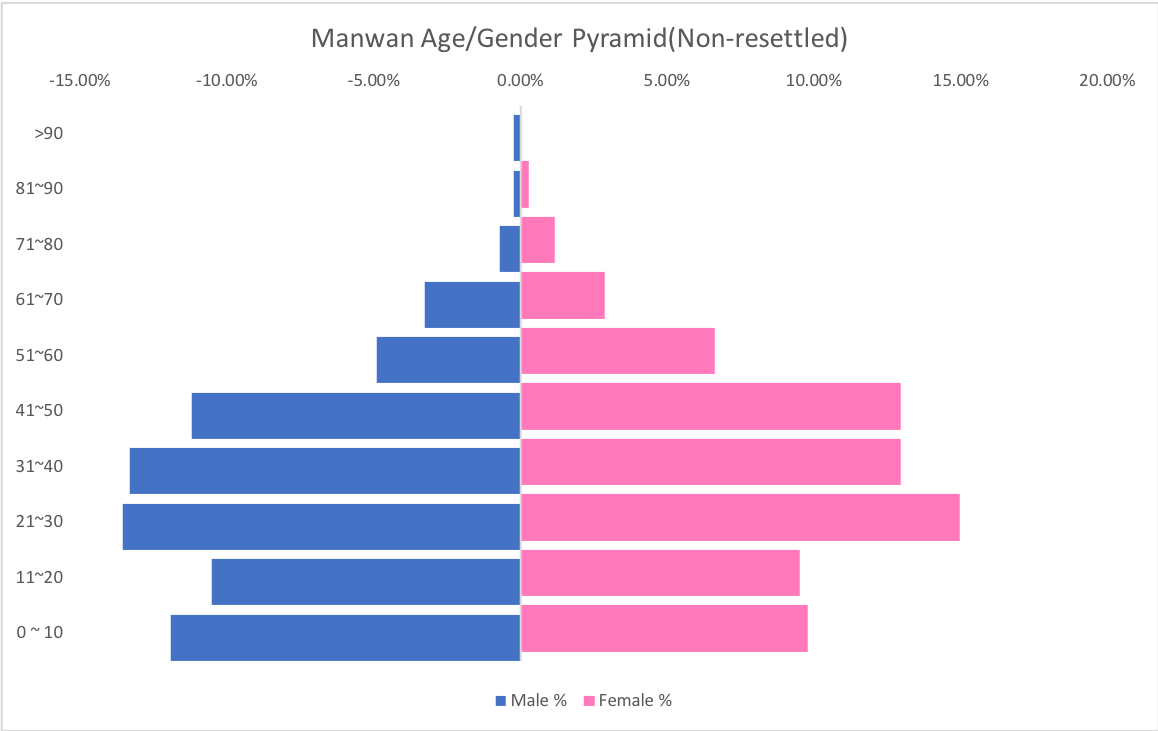 Manwan Age/Gender Pyramid(Non-resettled)
-15.00% -10.00% -5.00% 0.00% 5.00% 10.00% 15.00% 20.00%
>90
81~90
71~80
61~70
51~60
41~50
31~40
21~30
11~20
0 ~ 10
Male % Female %